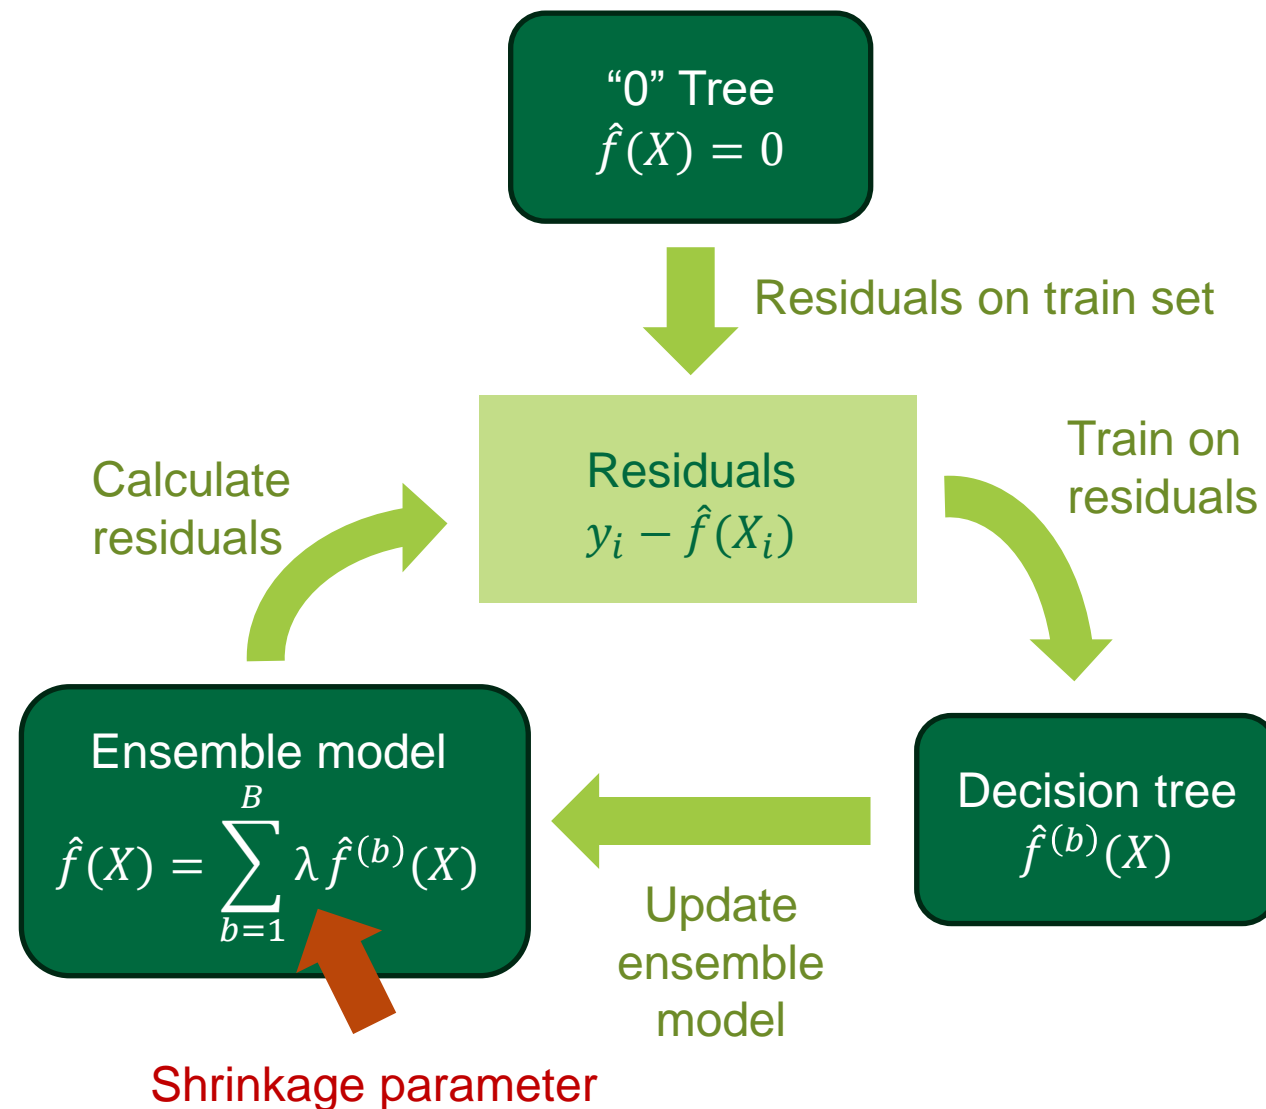 “0” Tree
f̂(X) = 0
Residuals on train set
Residuals
yᵢ − f̂(Xᵢ)
Train on
residuals
Calculate
residuals
Decision tree
f̂⁽ᵇ⁾(X)
Update
ensemble
model
Ensemble model
B
f̂(X) = ∑ λ f̂⁽ᵇ⁾(X)
b=1
Shrinkage parameter